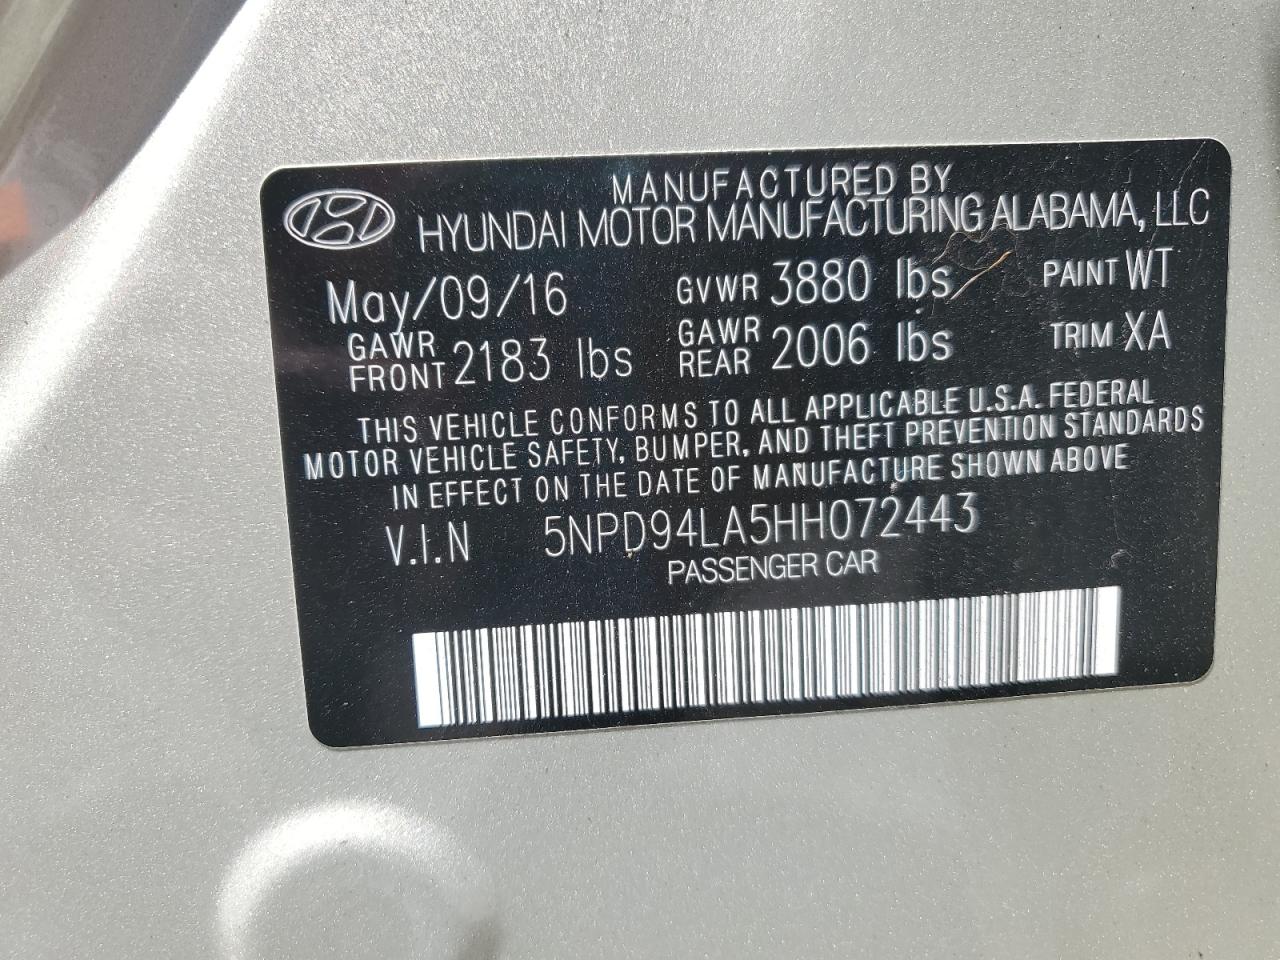 MANUFACTURED BY
HYUNDAI MOTOR MANUFACTURING ALABAMA, LLC
May/09/16 GVWR 3880 lbs PAINT WT
GAWR FRONT 2183 lbs GAWR REAR 2006 lbs TRIM XA
THIS VEHICLE CONFORMS TO ALL APPLICABLE U.S.A. FEDERAL
MOTOR VEHICLE SAFETY, BUMPER, AND THEFT PREVENTION STANDARDS
IN EFFECT ON THE DATE OF MANUFACTURE SHOWN ABOVE
V.I.N 5NPD94LA5HH072443
PASSENGER CAR